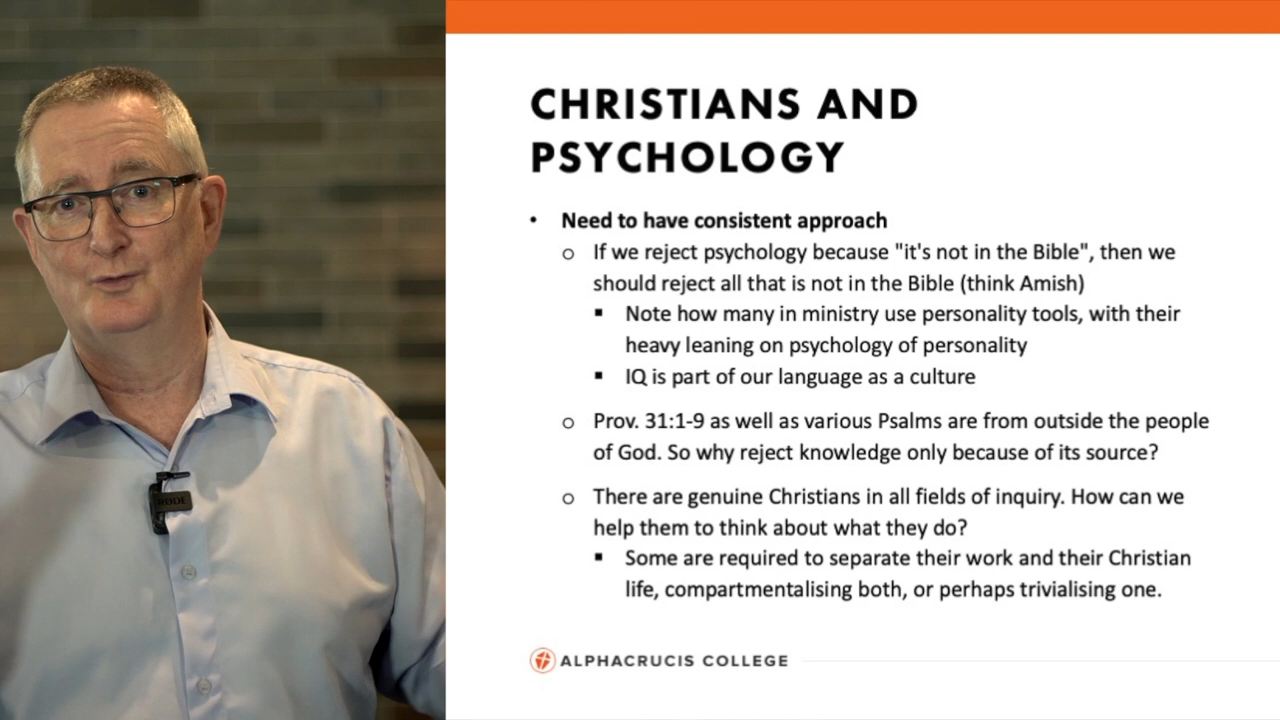 CHRISTIANS AND
PSYCHOLOGY
• Need to have consistent approach
o If we reject psychology because "it's not in the Bible", then we
should reject all that is not in the Bible (think Amish)
▪ Note how many in ministry use personality tools, with their
heavy leaning on psychology of personality
▪ IQ is part of our language as a culture
o Prov. 31:1-9 as well as various Psalms are from outside the people
of God. So why reject knowledge only because of its source?
o There are genuine Christians in all fields of inquiry. How can we
help them to think about what they do?
▪ Some are required to separate their work and their Christian
life, compartmentalising both, or perhaps trivialising one.
ALPHACRUCIS COLLEGE
RODE